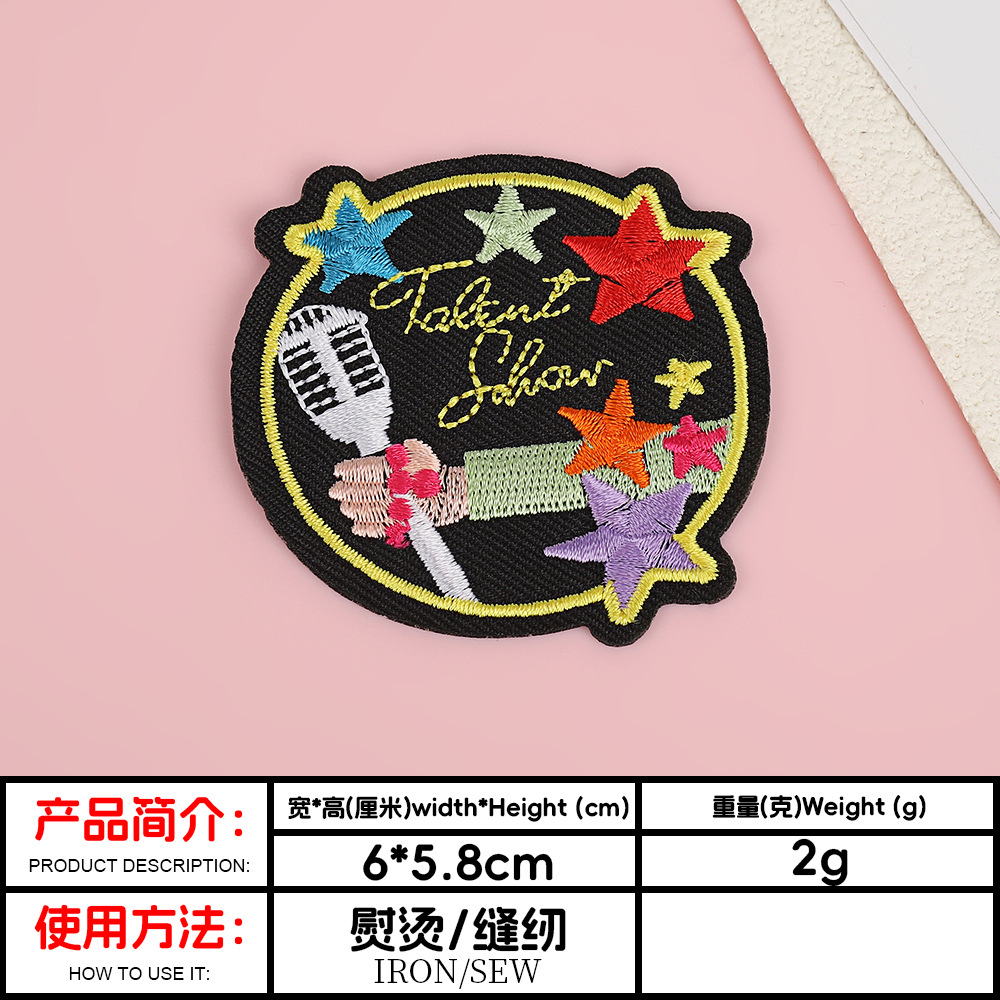 Talent
Show
产品简介：
PRODUCT DESCRIPTION:
宽*高(厘米)width*Height (cm)
重量(克)Weight (g)
6*5.8cm
2g
使用方法：
HOW TO USE IT:
熨烫/缝纫
IRON/SEW